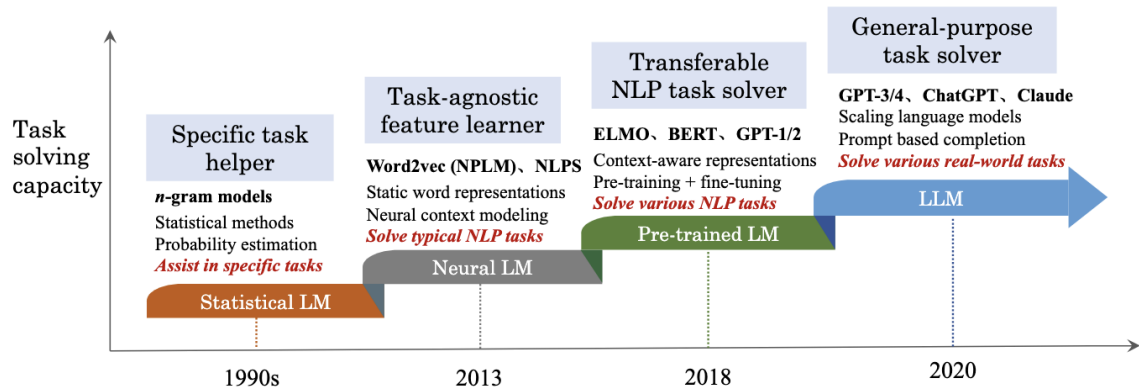 Task
solving
capacity
Specific task
helper
n-gram models
Statistical methods
Probability estimation
Assist in specific tasks
Statistical LM
1990s
Task-agnostic
feature learner
Word2vec (NPLM)、NLPS
Static word representations
Neural context modeling
Solve typical NLP tasks
Neural LM
2013
Transferable
NLP task solver
ELMO、BERT、GPT-1/2
Context-aware representations
Pre-training + fine-tuning
Solve various NLP tasks
Pre-trained LM
2018
General-purpose
task solver
GPT-3/4、ChatGPT、Claude
Scaling language models
Prompt based completion
Solve various real-world tasks
LLM
2020